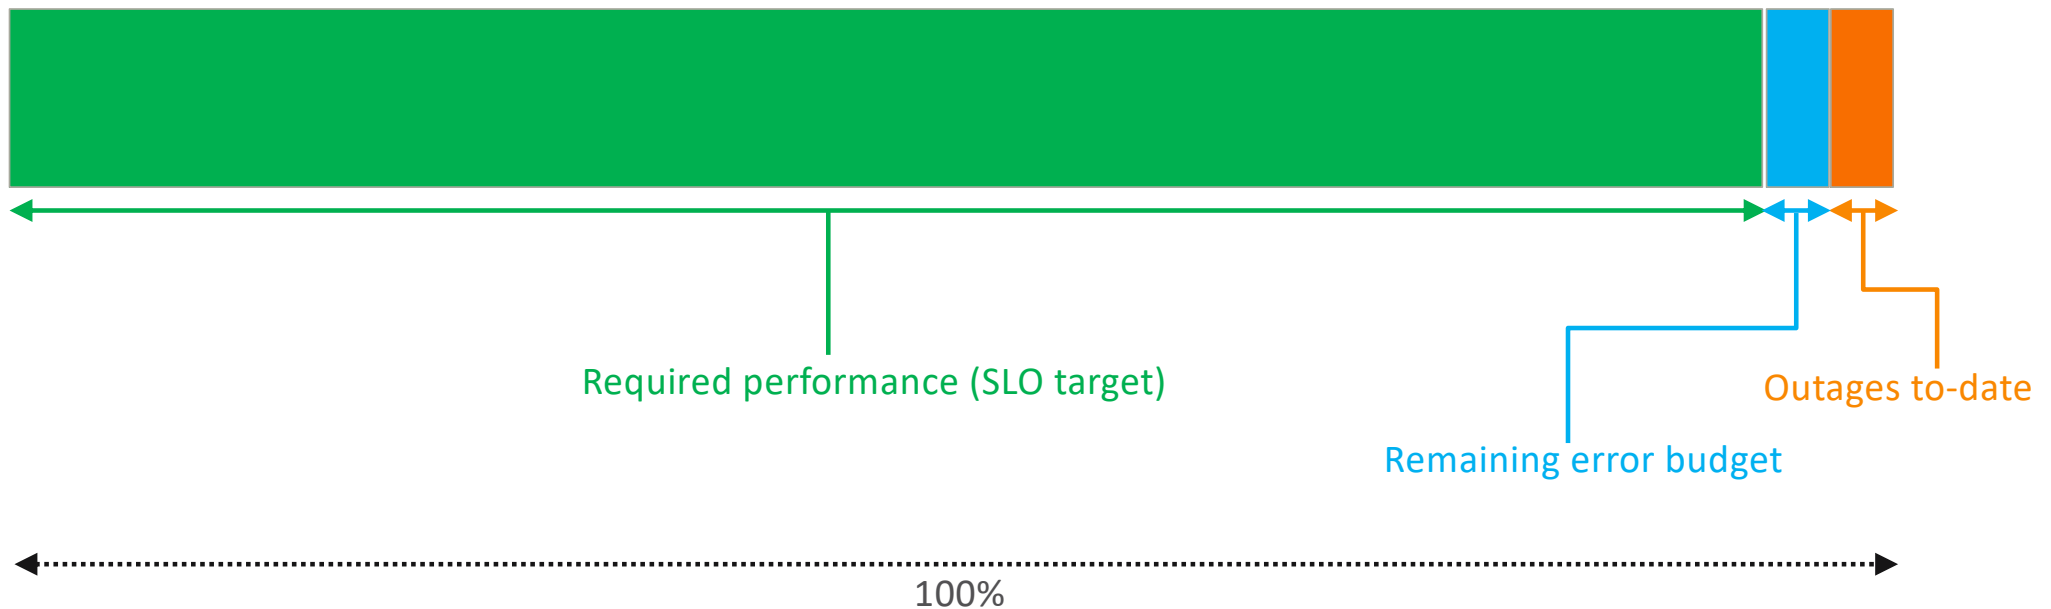 Required performance (SLO target)
Outages to-date
Remaining error budget
100%